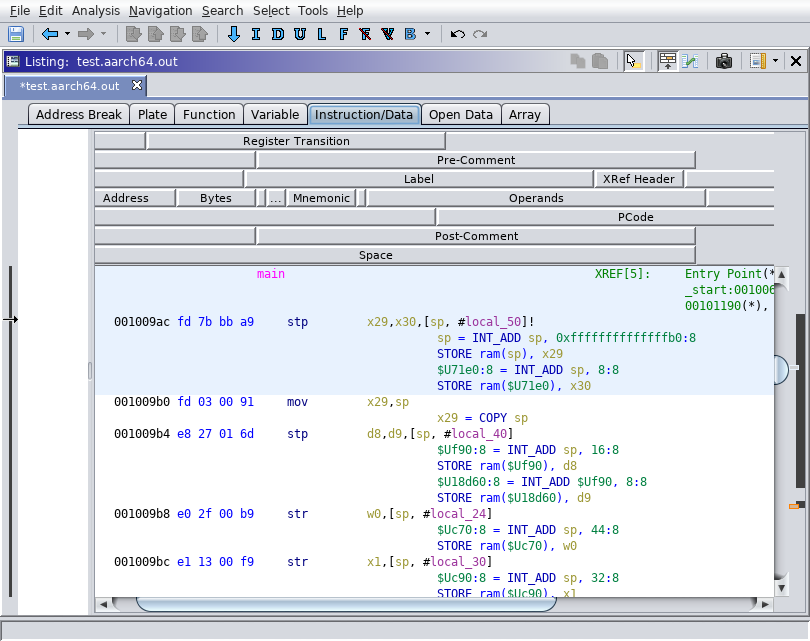 File Edit Analysis Navigation Search Select Tools Help
I D U L F B
Listing: test.aarch64.out
*test.aarch64.out
Address Break Plate Function Variable Instruction/Data Open Data Array
Register Transition
Pre-Comment
Label XRef Header
Address Bytes ... Mnemonic Operands
PCode
Post-Comment
Space
main XREF[5]: Entry Point(*
_start:001006
00101190(*),
001009ac fd 7b bb a9 stp x29,x30,[sp, #local_50]!
sp = INT_ADD sp, 0xffffffffffffffb0:8
STORE ram(sp), x29
$U71e0:8 = INT_ADD sp, 8:8
STORE ram($U71e0), x30
001009b0 fd 03 00 91 mov x29,sp
x29 = COPY sp
001009b4 e8 27 01 6d stp d8,d9,[sp, #local_40]
$Uf90:8 = INT_ADD sp, 16:8
STORE ram($Uf90), d8
$U18d60:8 = INT_ADD $Uf90, 8:8
STORE ram($U18d60), d9
001009b8 e0 2f 00 b9 str w0,[sp, #local_24]
$Uc70:8 = INT_ADD sp, 44:8
STORE ram($Uc70), w0
001009bc e1 13 00 f9 str x1,[sp, #local_30]
$Uc90:8 = INT_ADD sp, 32:8
STORE ram($Uc90), x1